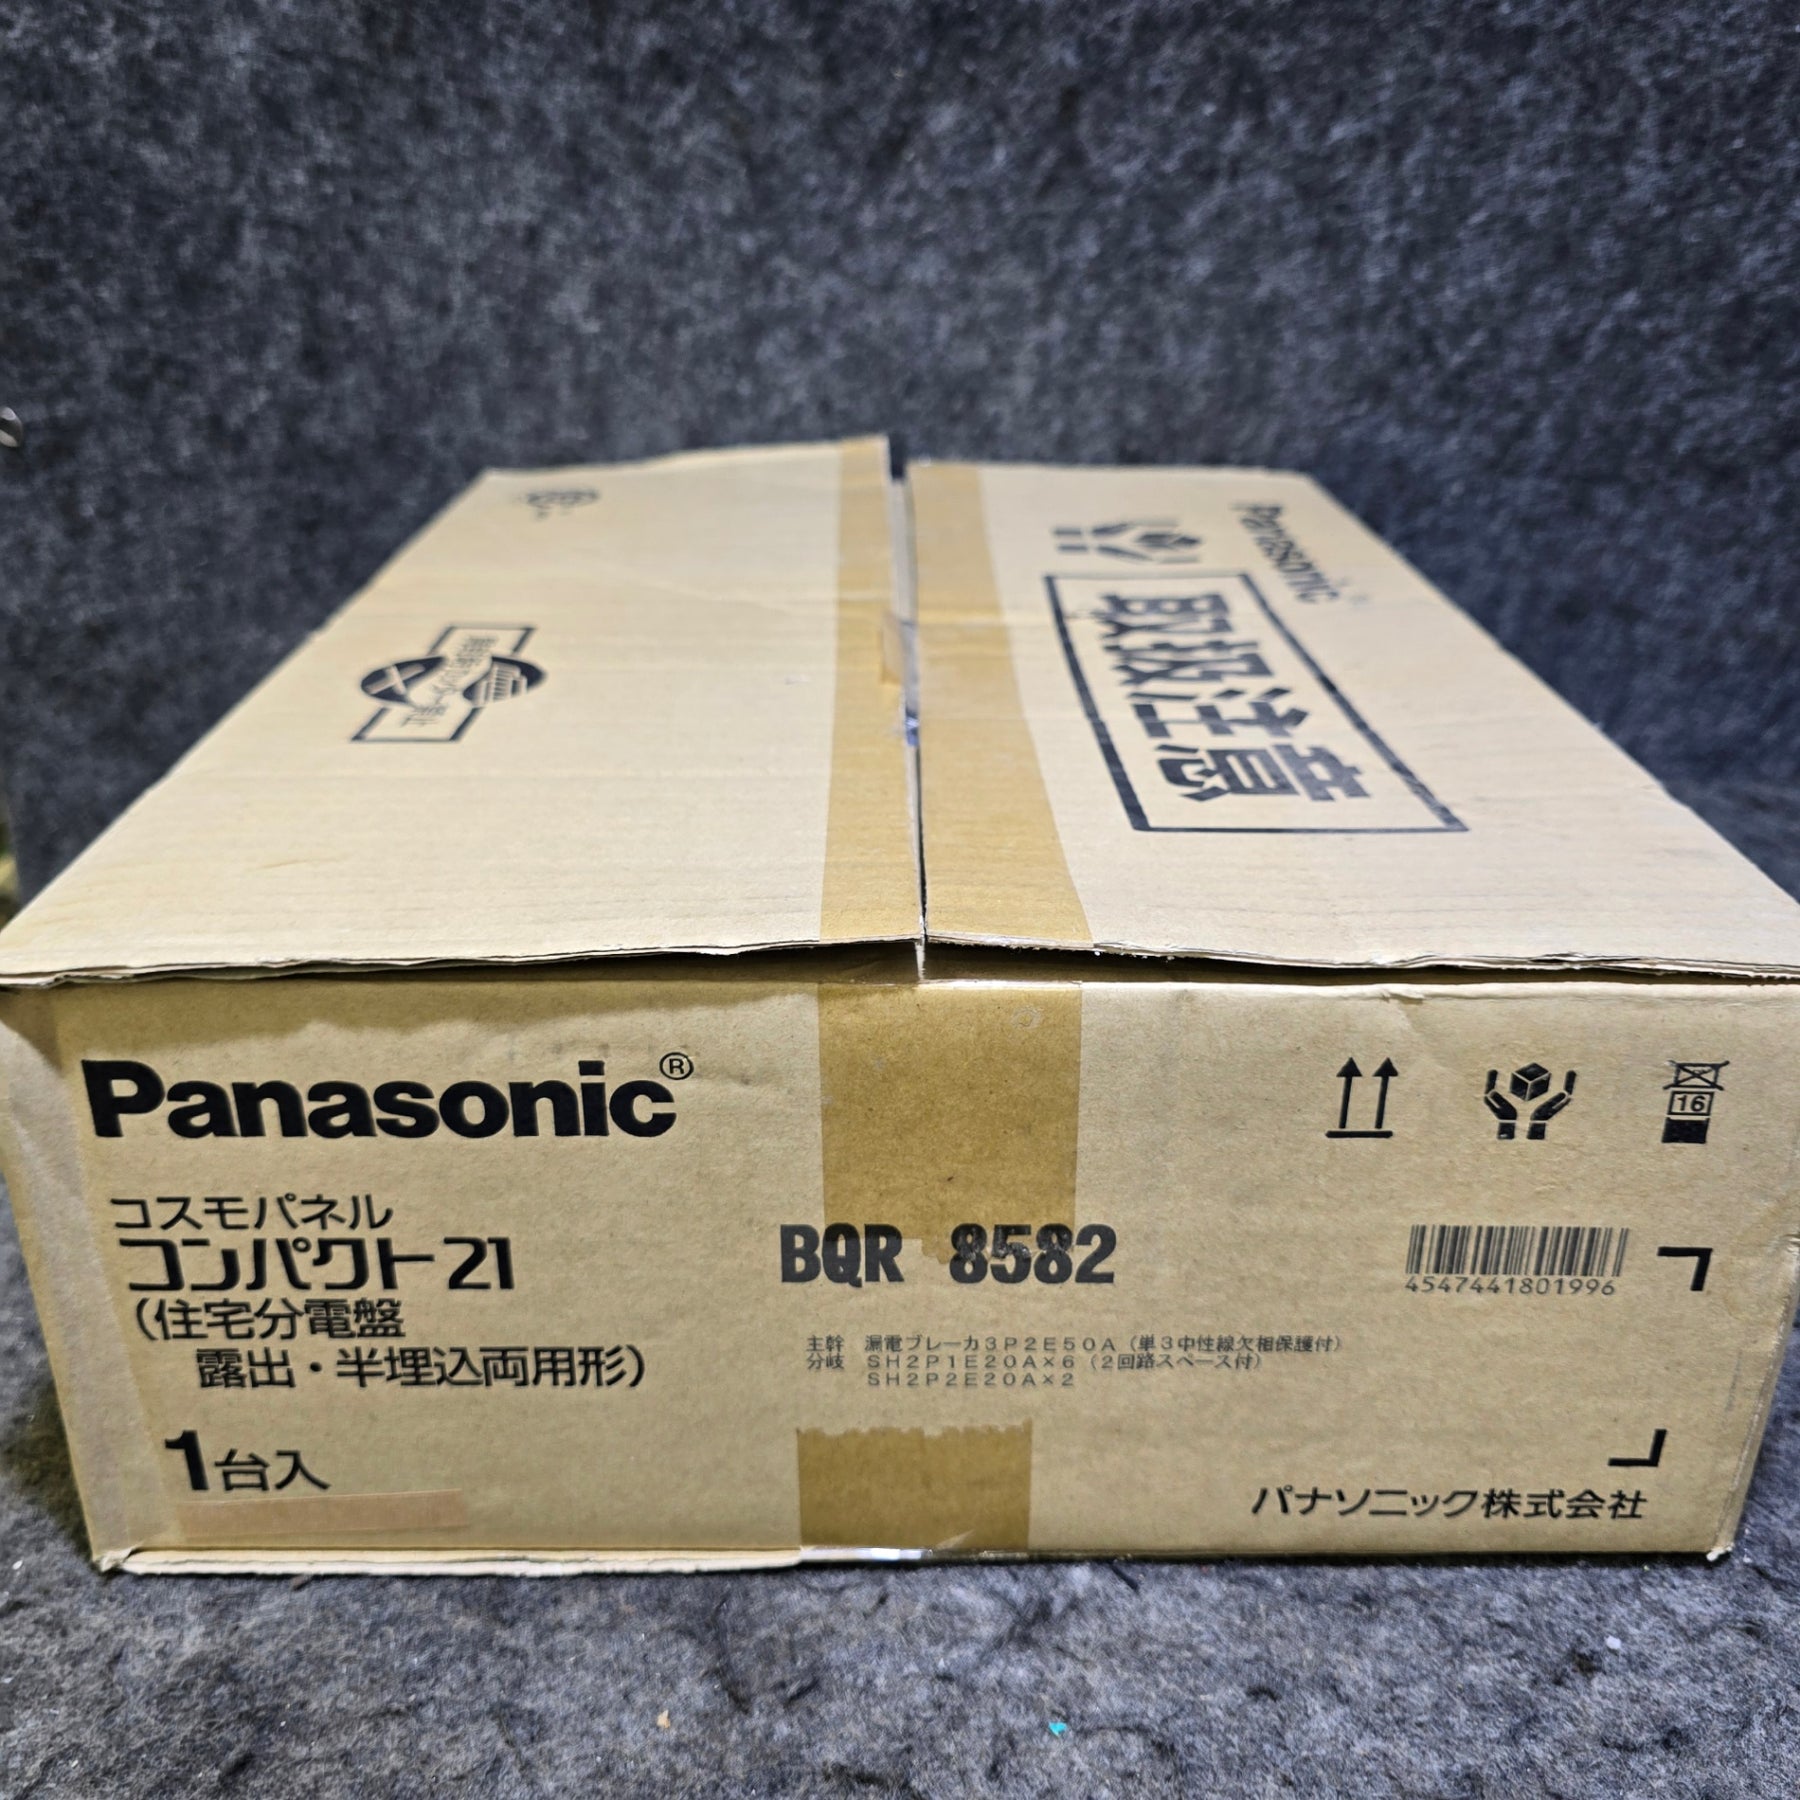 Panasonic®
取扱注意
Panasonic®
コスモパネル
コンパクト21
(住宅分電盤
露出・半埋込両用形)
1台入
BQR 8582
主幹 漏電ブレーカ3P2E50A(単3中性線欠相保護付)
分岐 SH2P1E20A×6(2回路スペース付)
SH2P2E20A×2
16
4547441801996
パナソニック株式会社